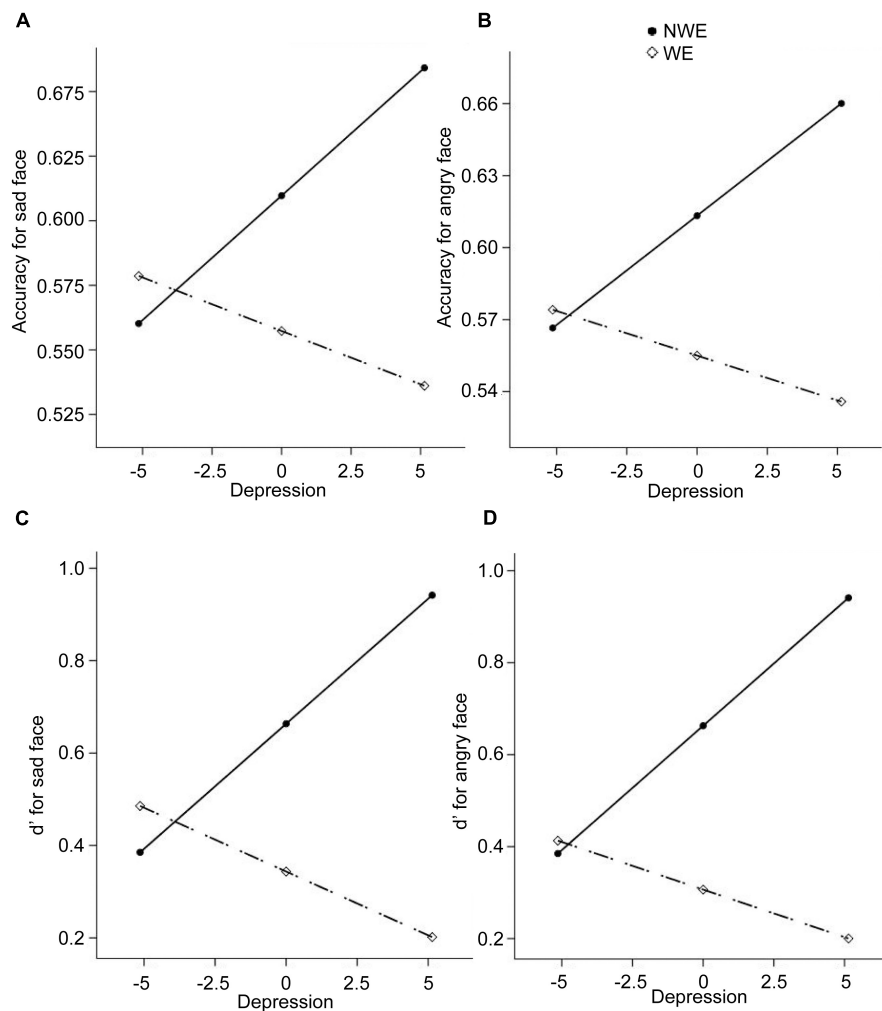 A
Accuracy for sad face
0.675
0.625
0.600
0.575
0.550
0.525
-5
-2.5
0
2.5
5
Depression
B
NWE
WE
Accuracy for angry face
0.66
0.63
0.60
0.57
0.54
-5
-2.5
0
2.5
5
Depression
C
d' for sad face
1.0
0.8
0.6
0.4
0.2
-5
-2.5
0
2.5
5
Depression
D
d' for angry face
1.0
0.8
0.6
0.4
0.2
-5
-2.5
0
2.5
5
Depression